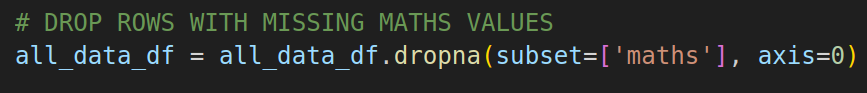 # DROP ROWS WITH MISSING MATHS VALUES
all_data_df = all_data_df.dropna(subset=['maths'], axis=0)